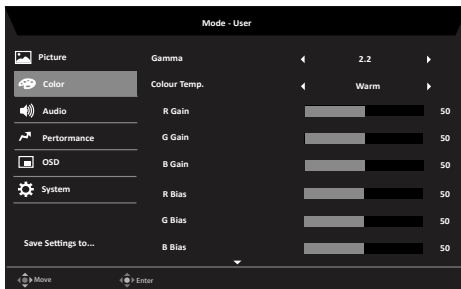 Mode - User
Picture
Color
Audio
Pertormance
OSD
System
Save Settings to...
Gamma 2.2
Colour Temp. Warm
R Gain 50
G Gain 50
B Gain 50
R Bias 50
G Bias 50
B Bias 50
Move Enter